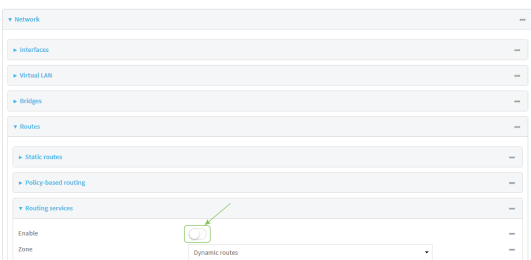 Network
Interfaces
Virtual LAN
Bridges
Routes
Static routes
Policy-based routing
Routing services
Enable
Zone
Dynamic routes